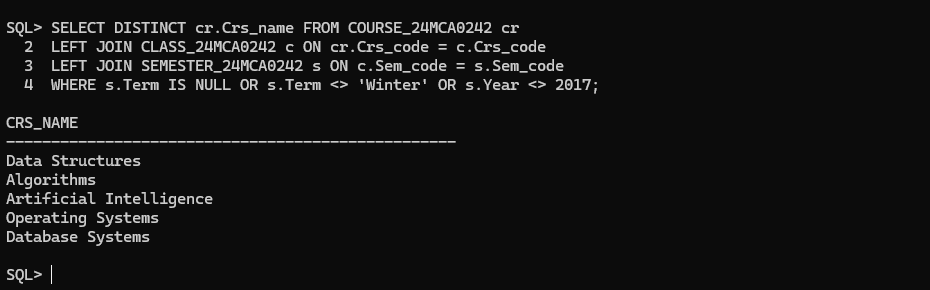 SQL> SELECT DISTINCT cr.Crs_name FROM COURSE_24MCA0242 cr
  2  LEFT JOIN CLASS_24MCA0242 c ON cr.Crs_code = c.Crs_code
  3  LEFT JOIN SEMESTER_24MCA0242 s ON c.Sem_code = s.Sem_code
  4  WHERE s.Term IS NULL OR s.Term <> 'Winter' OR s.Year <> 2017;
CRS_NAME
--------------------------------------------------
Data Structures
Algorithms
Artificial Intelligence
Operating Systems
Database Systems
SQL>